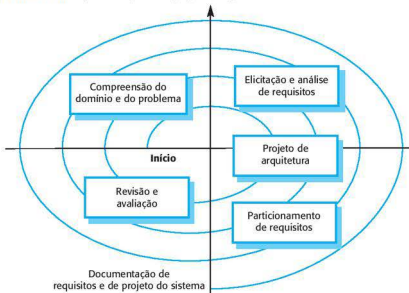 Compreensão do
domínio e do problema
Elicitação e análise
de requisitos
Início
Projeto de
arquitetura
Revisão e
avaliação
Particionamento
de requisitos
Documentação de
requisitos e de projeto do sistema